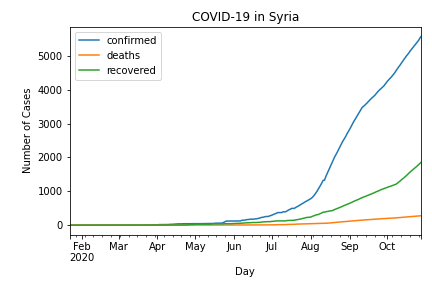 COVID-19 in Syria
confirmed
deaths
recovered
Number of Cases
5000
4000
3000
2000
1000
0
Feb Mar Apr May Jun Jul Aug Sep Oct
2020
Day